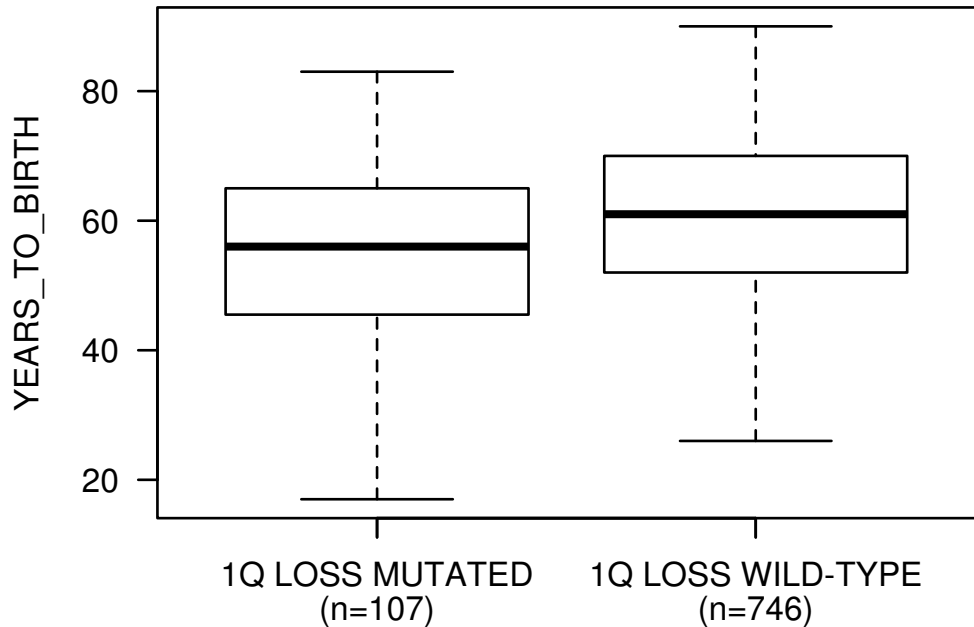 YEARS_TO_BIRTH
80
60
40
20
1Q LOSS MUTATED
(n=107)
1Q LOSS WILD-TYPE
(n=746)